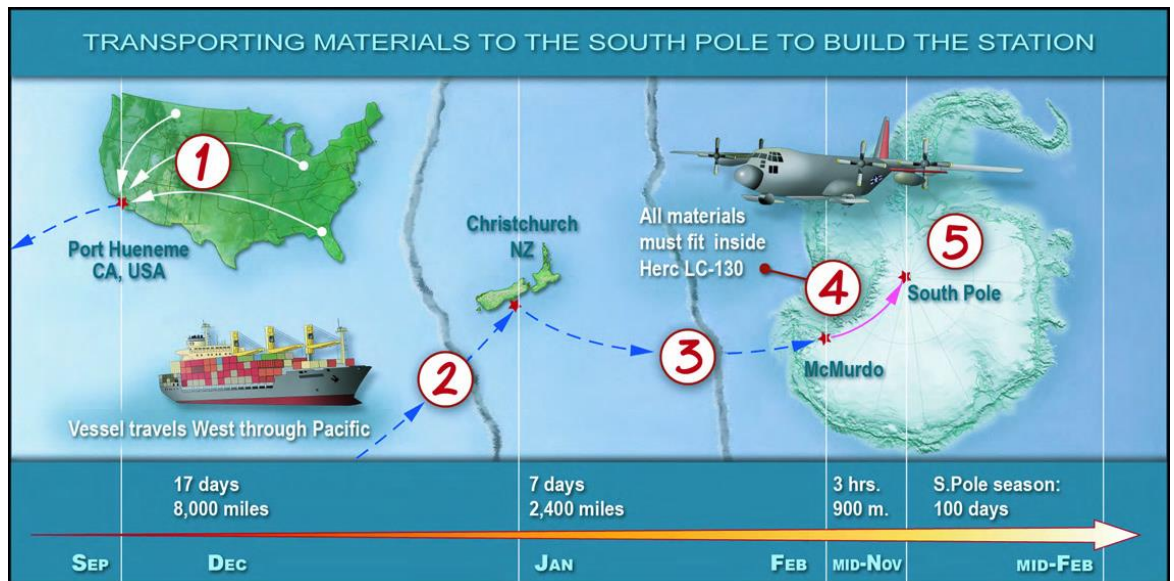 TRANSPORTING MATERIALS TO THE SOUTH POLE TO BUILD THE STATION
1
Port Hueneme
CA, USA
Vessel travels West through Pacific
2
Christchurch
NZ
3
All materials
must fit inside
Herc LC-130
4
McMurdo
5
South Pole
17 days
8,000 miles
7 days
2,400 miles
3 hrs.
900 m.
S.Pole season:
100 days
SEP
DEC
JAN
FEB
MID-NOV
MID-FEB